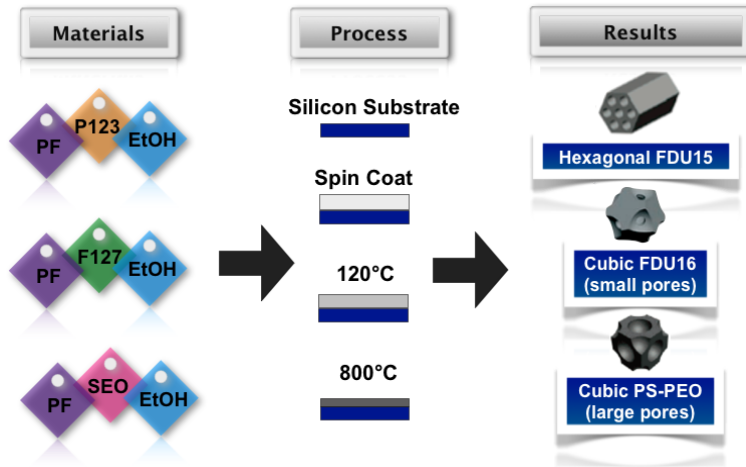 Materials
Process
Results
PF
P123
EtOH
PF
F127
EtOH
PF
SEO
EtOH
Silicon Substrate
Spin Coat
120°C
800°C
Hexagonal FDU15
Cubic FDU16
(small pores)
Cubic PS-PEO
(large pores)